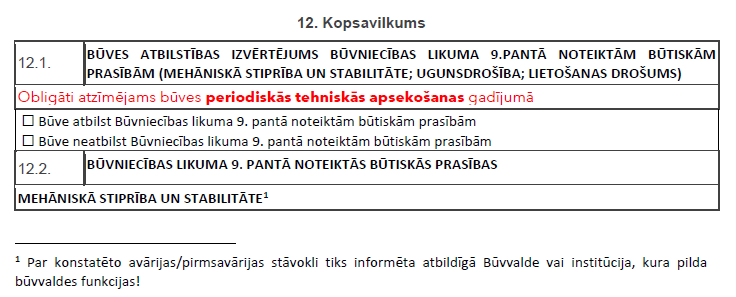 12. Kopsavilkums
12.1. BŪVES ATBILSTĪBAS IZVĒRTĒJUMS BŪVNIECĪBAS LIKUMA 9.PANTĀ NOTEIKTĀM BŪTISKĀM
PRASĪBĀM (MEHĀNISKĀ STIPRĪBA UN STABILITĀTE; UGUNSDROŠĪBA; LIETOŠANAS DROŠUMS)
Obligāti atzīmējams būves periodiskās tehniskās apsekošanas gadījumā
☐ Būve atbilst Būvniecības likuma 9. pantā noteiktām būtiskām prasībām
☐ Būve neatbilst Būvniecības likuma 9. pantā noteiktām būtiskām prasībām
12.2. BŪVNIECĪBAS LIKUMA 9. PANTĀ NOTEIKTĀS BŪTISKĀS PRASĪBAS
MEHĀNISKĀ STIPRĪBA UN STABILITĀTE¹
¹ Par konstatēto avārijas/pirmsavārijas stāvokli tiks informēta atbildīgā Būvvalde vai institūcija, kura pilda
būvvaldes funkcijas!